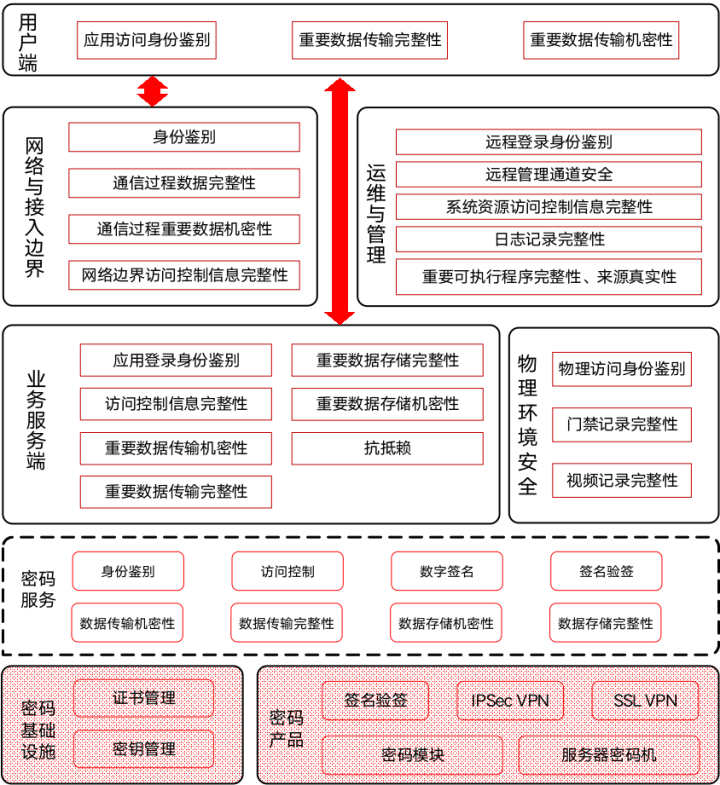 用户端
应用访问身份鉴别
重要数据传输完整性
重要数据传输机密性
网络与接入边界
身份鉴别
通信过程数据完整性
通信过程重要数据机密性
网络边界访问控制信息完整性
运维与管理
远程登录身份鉴别
远程管理通道安全
系统资源访问控制信息完整性
日志记录完整性
重要可执行程序完整性、来源真实性
业务服务端
应用登录身份鉴别
重要数据存储完整性
访问控制信息完整性
重要数据存储机密性
重要数据传输机密性
抗抵赖
重要数据传输完整性
物理环境安全
物理访问身份鉴别
门禁记录完整性
视频记录完整性
密码
服务
身份鉴别
访问控制
数字签名
签名验签
数据传输机密性
数据传输完整性
数据存储机密性
数据存储完整性
密码
基础
设施
证书管理
密钥管理
密码
产品
签名验签
IPSec VPN
SSL VPN
密码模块
服务器密码机